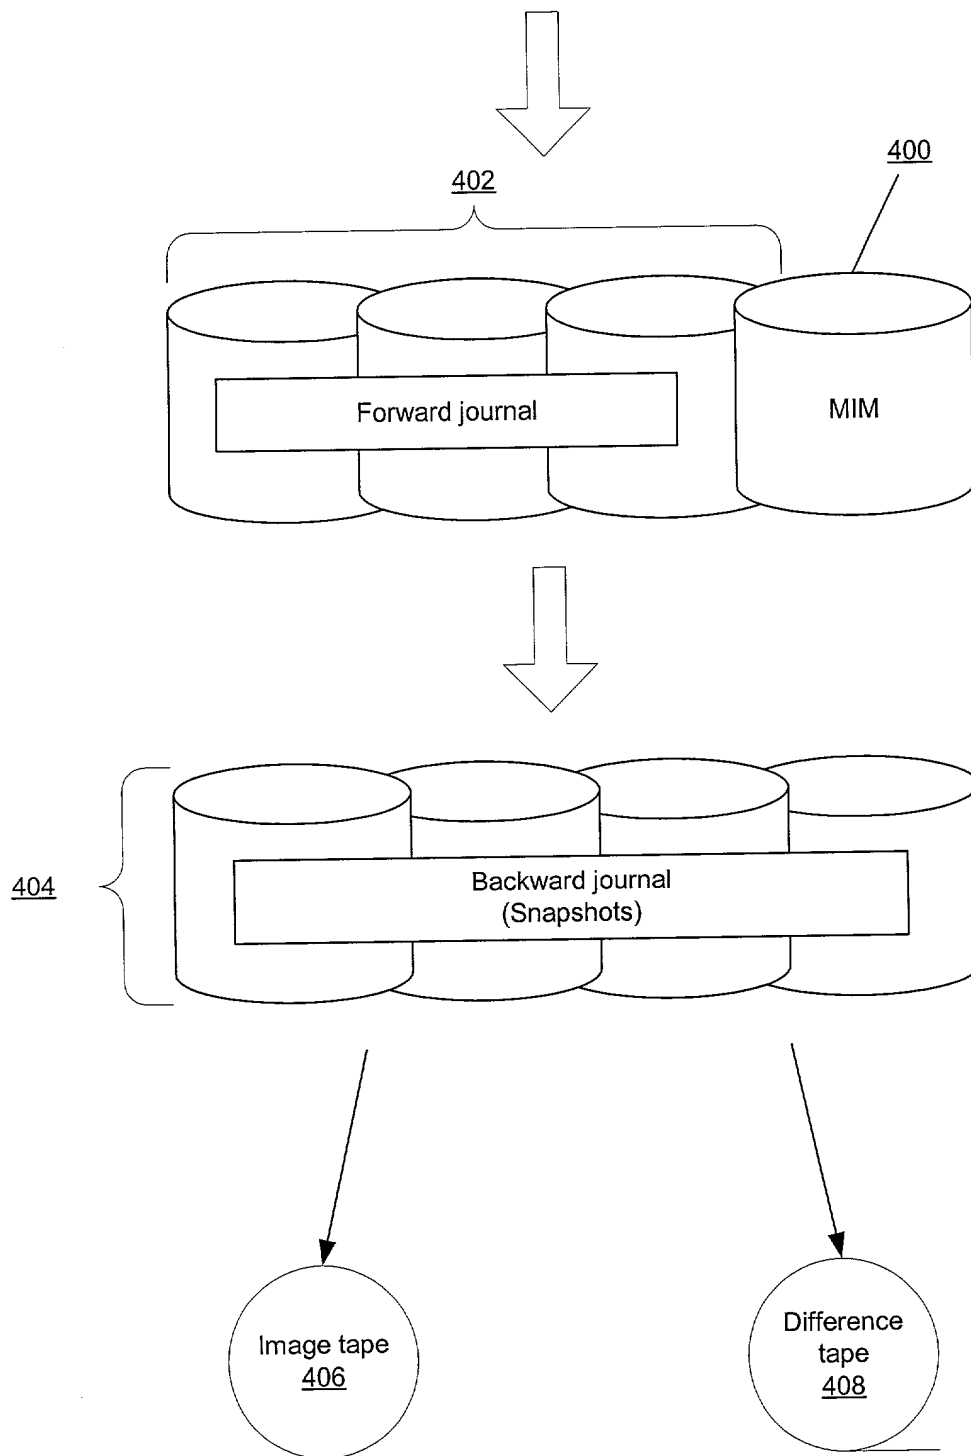 400
402
Forward journal
MIM
404
Backward journal
(Snapshots)
Image tape
406
Difference
tape
408